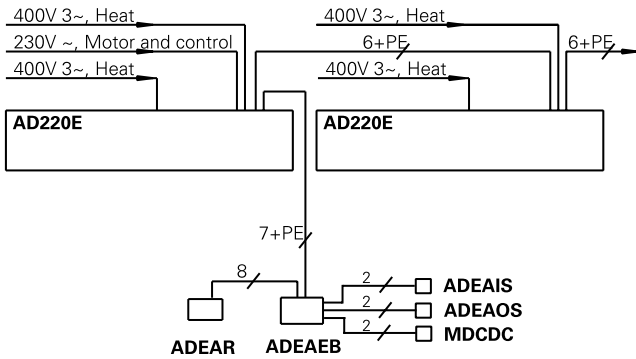 400V 3~, Heat
400V 3~, Heat
230V ~, Motor and control
6+PE
6+PE
400V 3~, Heat
400V 3~, Heat
AD220E
AD220E
7+PE
8
2
ADEAIS
2
ADEAOS
2
MDCDC
ADEAR
ADEAEB